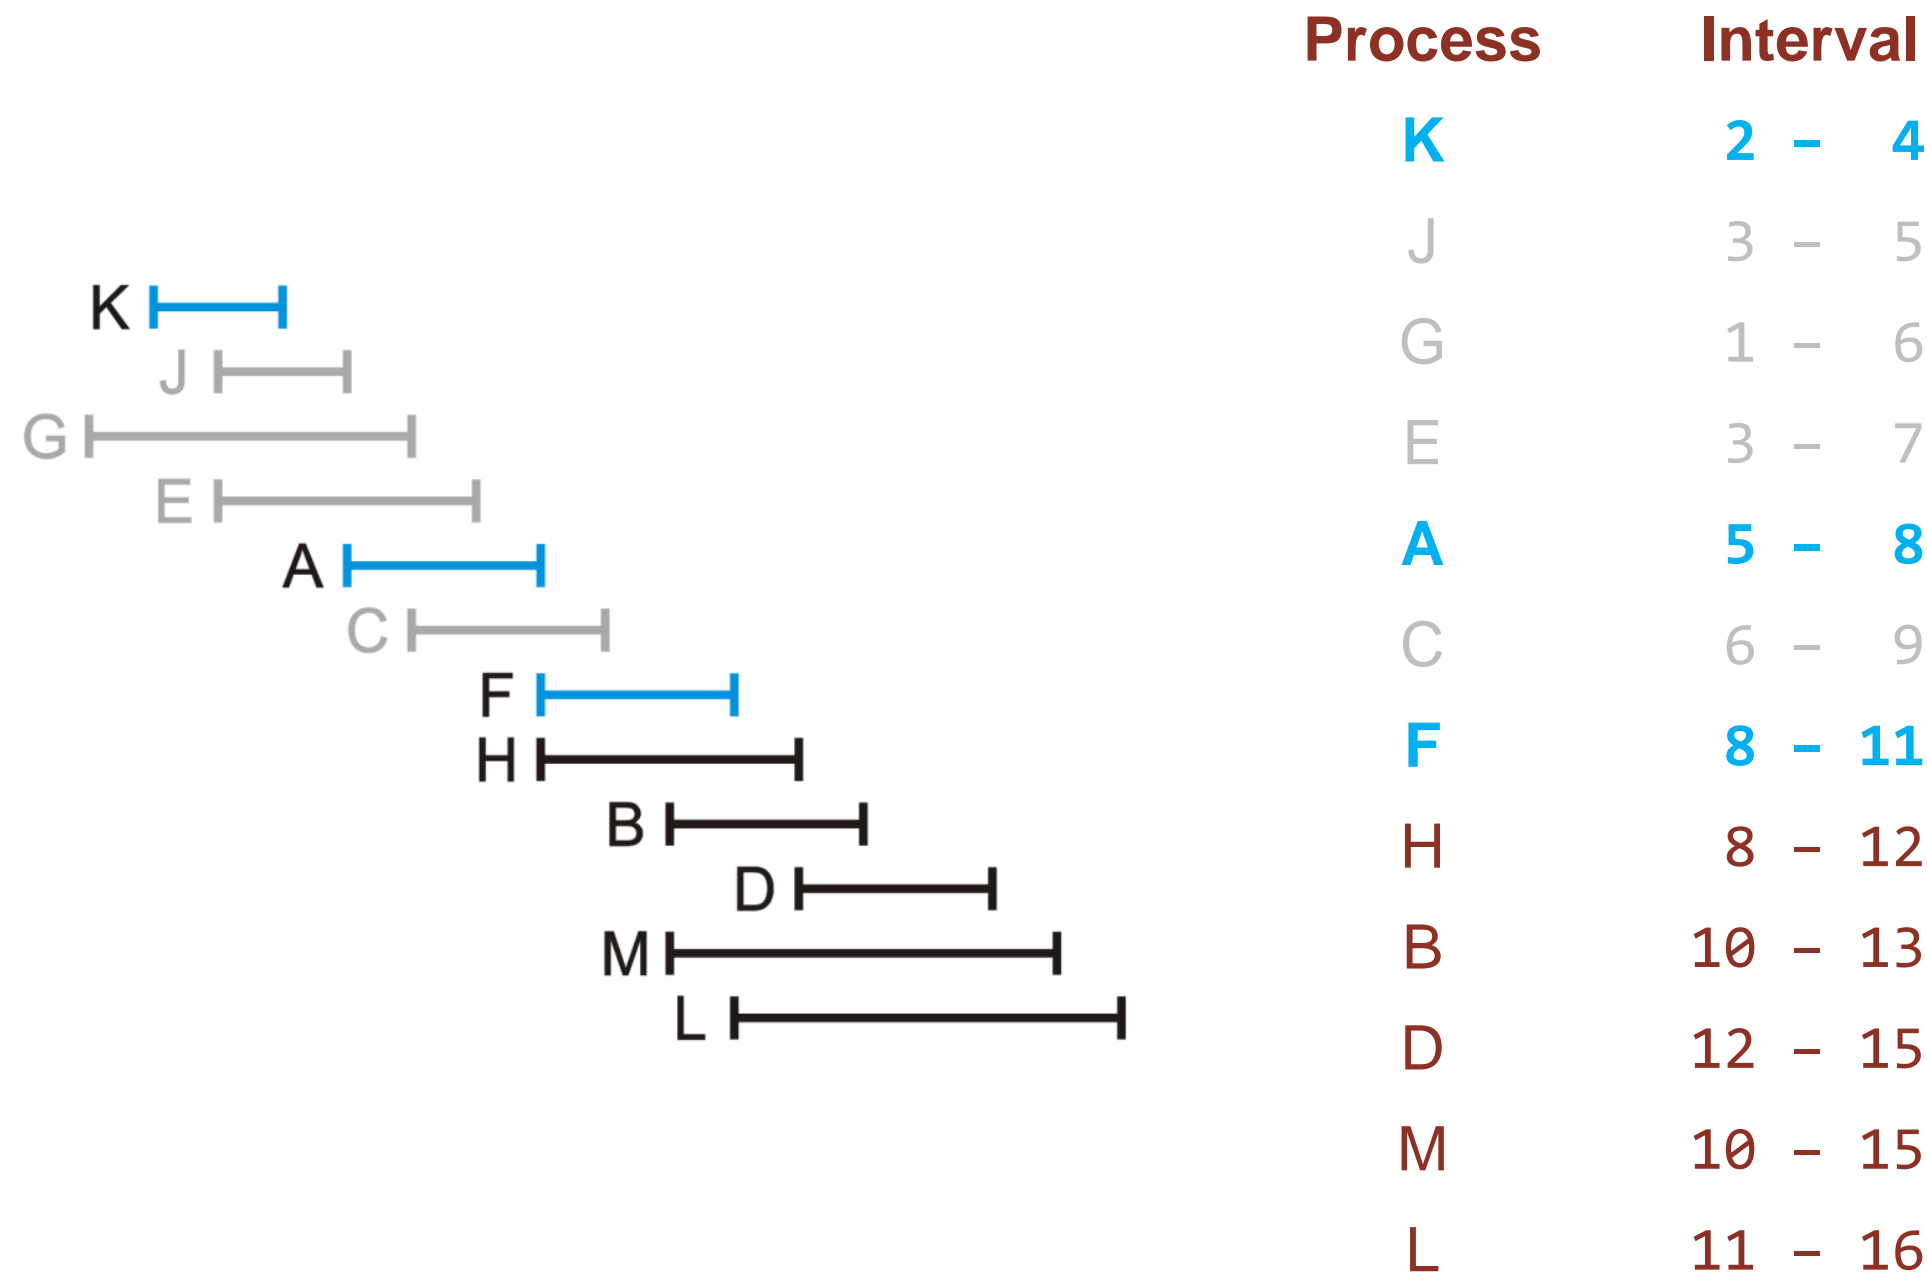 Process Interval
K 2 – 4
J 3 – 5
G 1 – 6
E 3 – 7
A 5 – 8
C 6 – 9
F 8 – 11
H 8 – 12
B 10 – 13
D 12 – 15
M 10 – 15
L 11 – 16
K
J
G
E
A
C
F
H
B
D
M
L